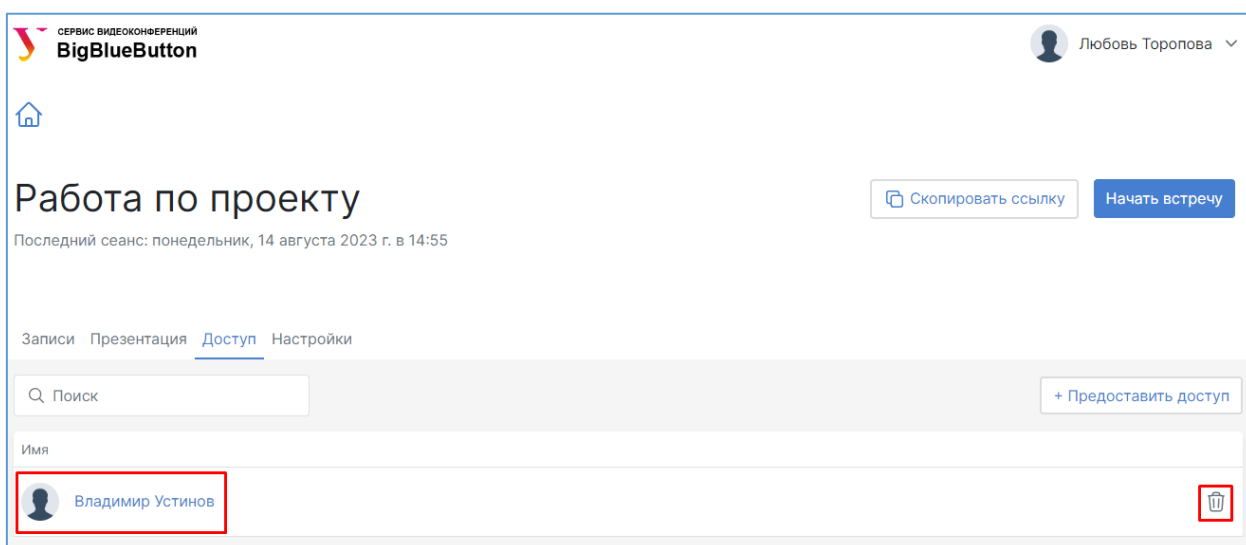 СЕРВИС ВИДЕОКОНФЕРЕНЦИЙ
BigBlueButton
Любовь Торопова
Работа по проекту
Скопировать ссылку
Начать встречу
Последний сеанс: понедельник, 14 августа 2023 г. в 14:55
Записи Презентация Доступ Настройки
Поиск
+ Предоставить доступ
Имя
Владимир Устинов